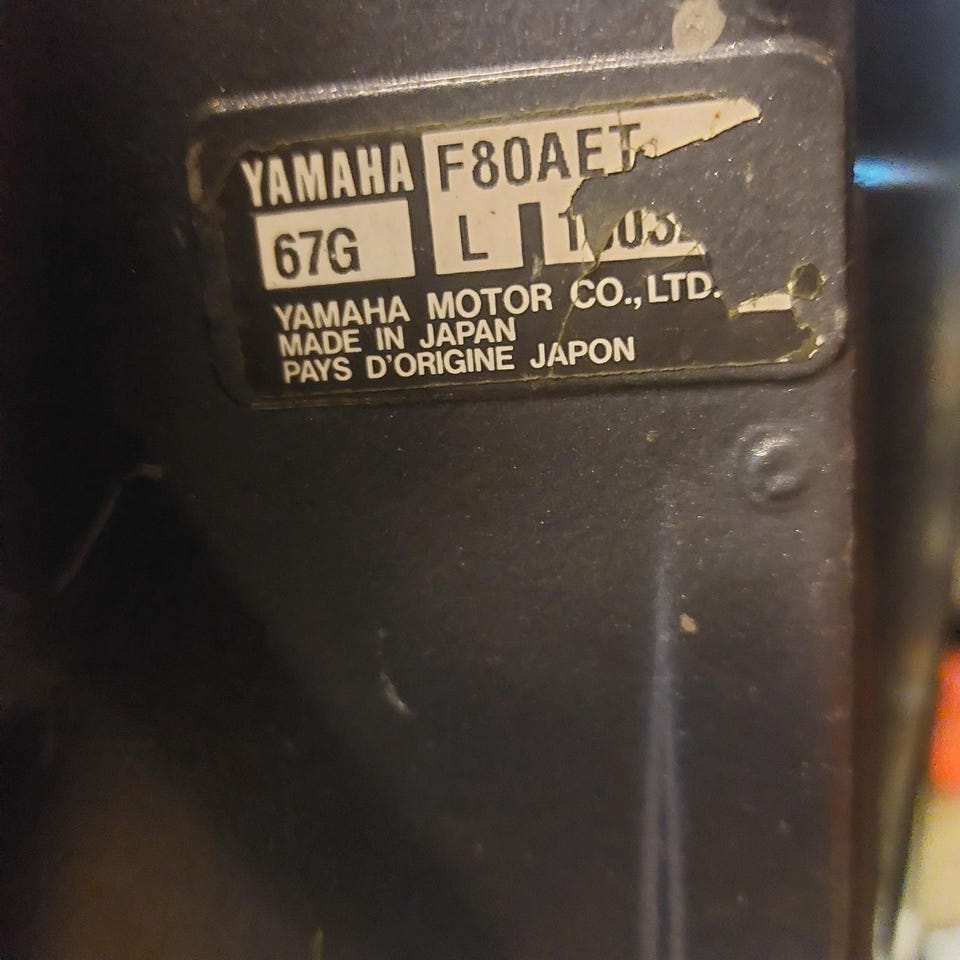 YAMAHA F80AET
67G L
YAMAHA MOTOR CO., LTD.
MADE IN JAPAN
PAYS D'ORIGINE JAPON